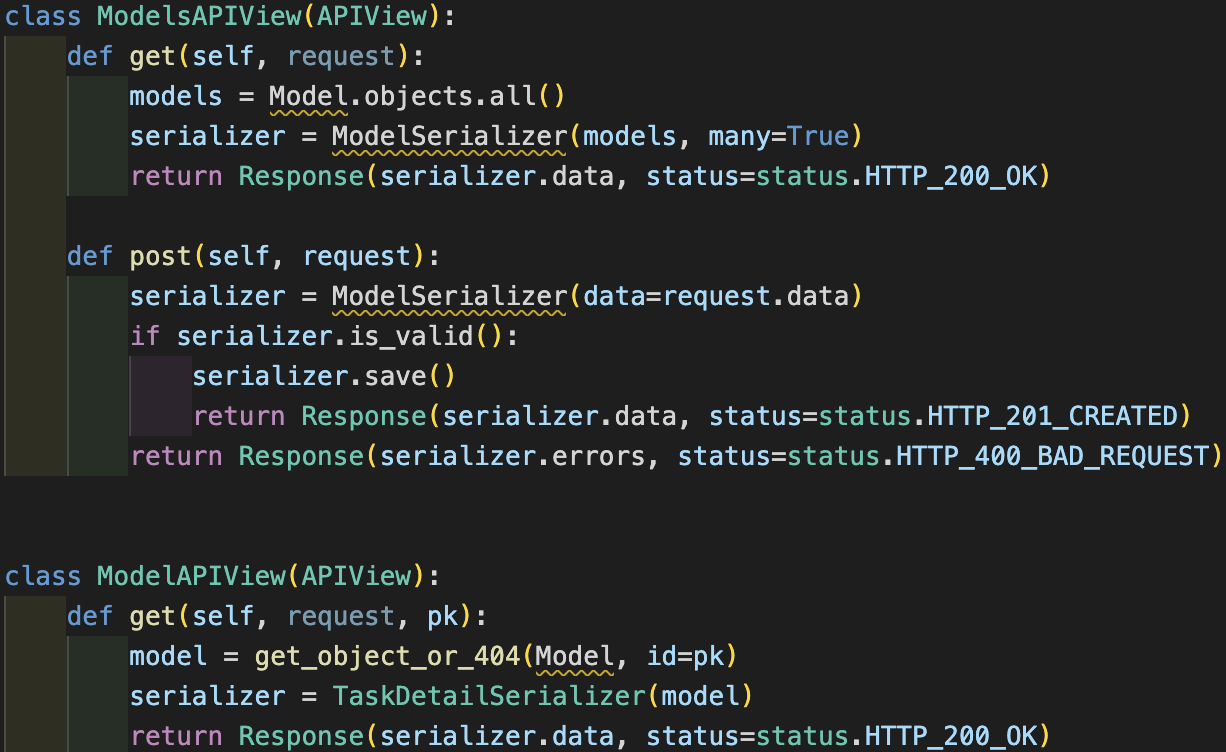 class ModelsAPIView(APIView):
    def get(self, request):
        models = Model.objects.all()
        serializer = ModelSerializer(models, many=True)
        return Response(serializer.data, status=status.HTTP_200_OK)
    def post(self, request):
        serializer = ModelSerializer(data=request.data)
        if serializer.is_valid():
            serializer.save()
            return Response(serializer.data, status=status.HTTP_201_CREATED)
        return Response(serializer.errors, status=status.HTTP_400_BAD_REQUEST)
class ModelAPIView(APIView):
    def get(self, request, pk):
        model = get_object_or_404(Model, id=pk)
        serializer = TaskDetailSerializer(model)
        return Response(serializer.data, status=status.HTTP_200_OK)